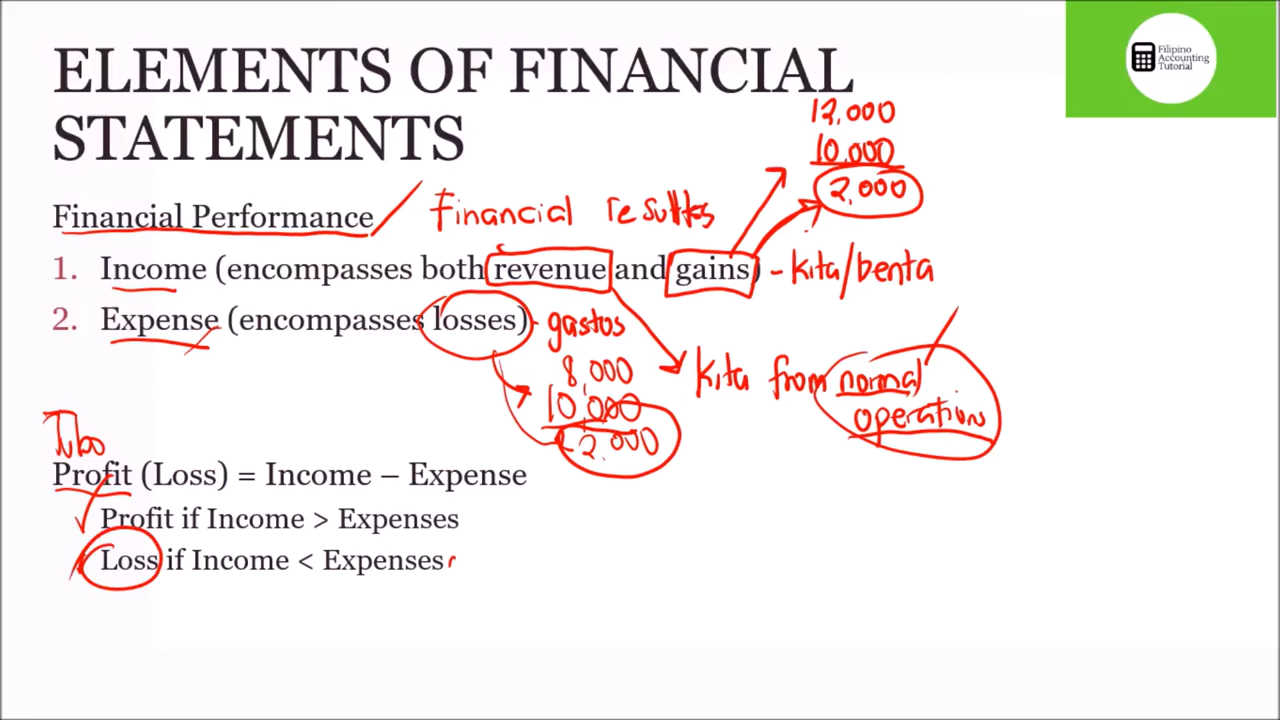 ELEMENTS OF FINANCIAL
STATEMENTS
Filipino
Accounting
Tutorial
12,000
10,000
2,000
Financial Performance
Financial results
1. Income (encompasses both revenue and gains) - kita/benta
2. Expense (encompasses losses) - gastos
8,000
10,000
2,000
kita from normal
operations
Tubo
Profit (Loss) = Income – Expense
Profit if Income > Expenses
Loss if Income < Expenses